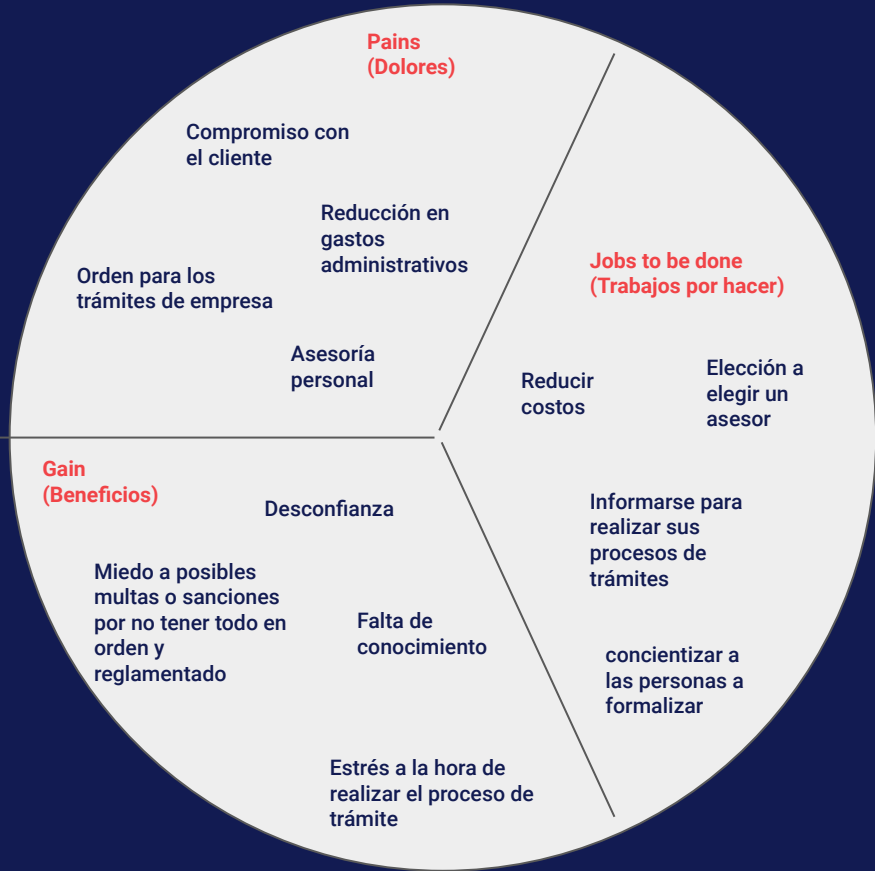 Pains
(Dolores)
Compromiso con
el cliente
Reducción en
gastos
administrativos
Orden para los
trámites de empresa
Asesoría
personal
Jobs to be done
(Trabajos por hacer)
Reducir
costos
Elección a
elegir un
asesor
Informarse para
realizar sus
procesos de
trámites
concientizar a
las personas a
formalizar
Gain
(Beneficios)
Desconfianza
Miedo a posibles
multas o sanciones
por no tener todo en
orden y
reglamentado
Falta de
conocimiento
Estrés a la hora de
realizar el proceso de
trámite